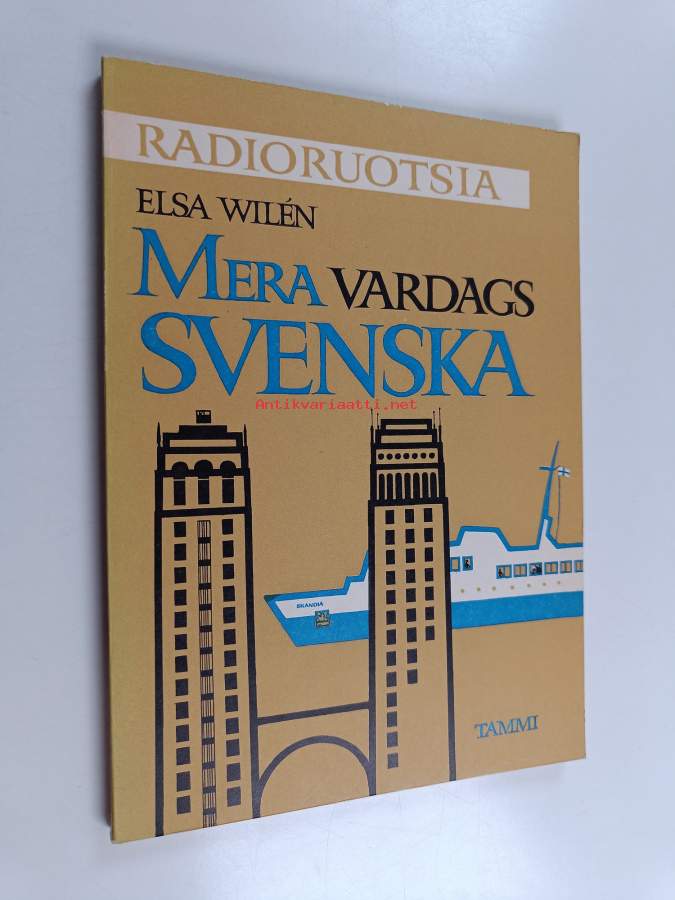 RADIORUOTSIA
ELSA WILÉN
MERA VARDAGS
SVENSKA
Antikvariaatti.net
SKANDIA
TAMMI